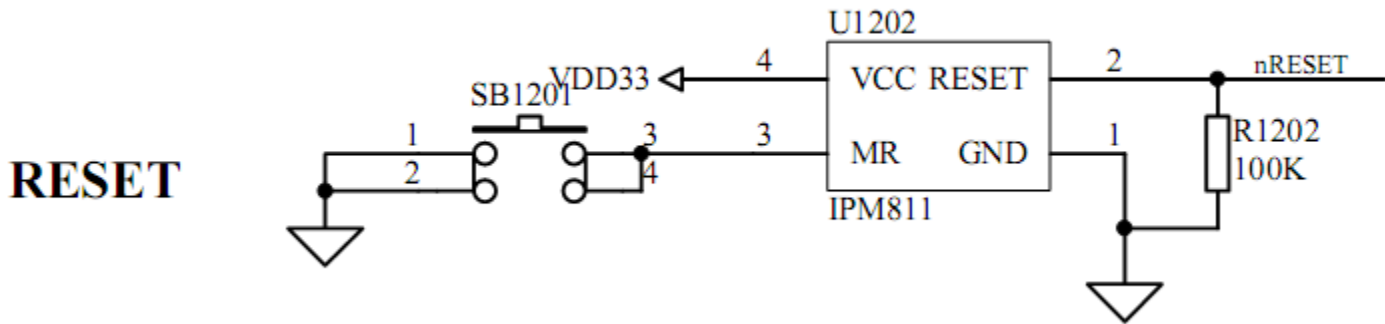 U1202
VDD33
4
VCC RESET
2
nRESET
SB1201
1
3
3
MR GND
1
R1202
100K
2
4
RESET
IPM811